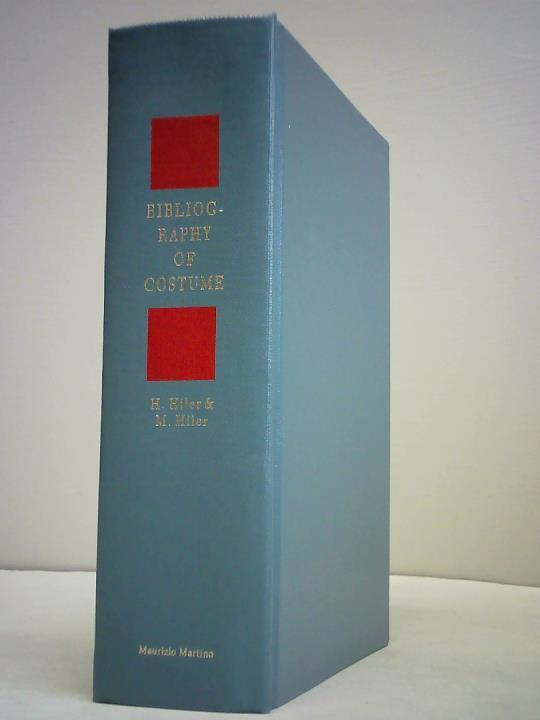 BIBLIOG-
RAPHY
OF
COSTUME
H. Hiler &
M. Hiler
Maurizio Martino